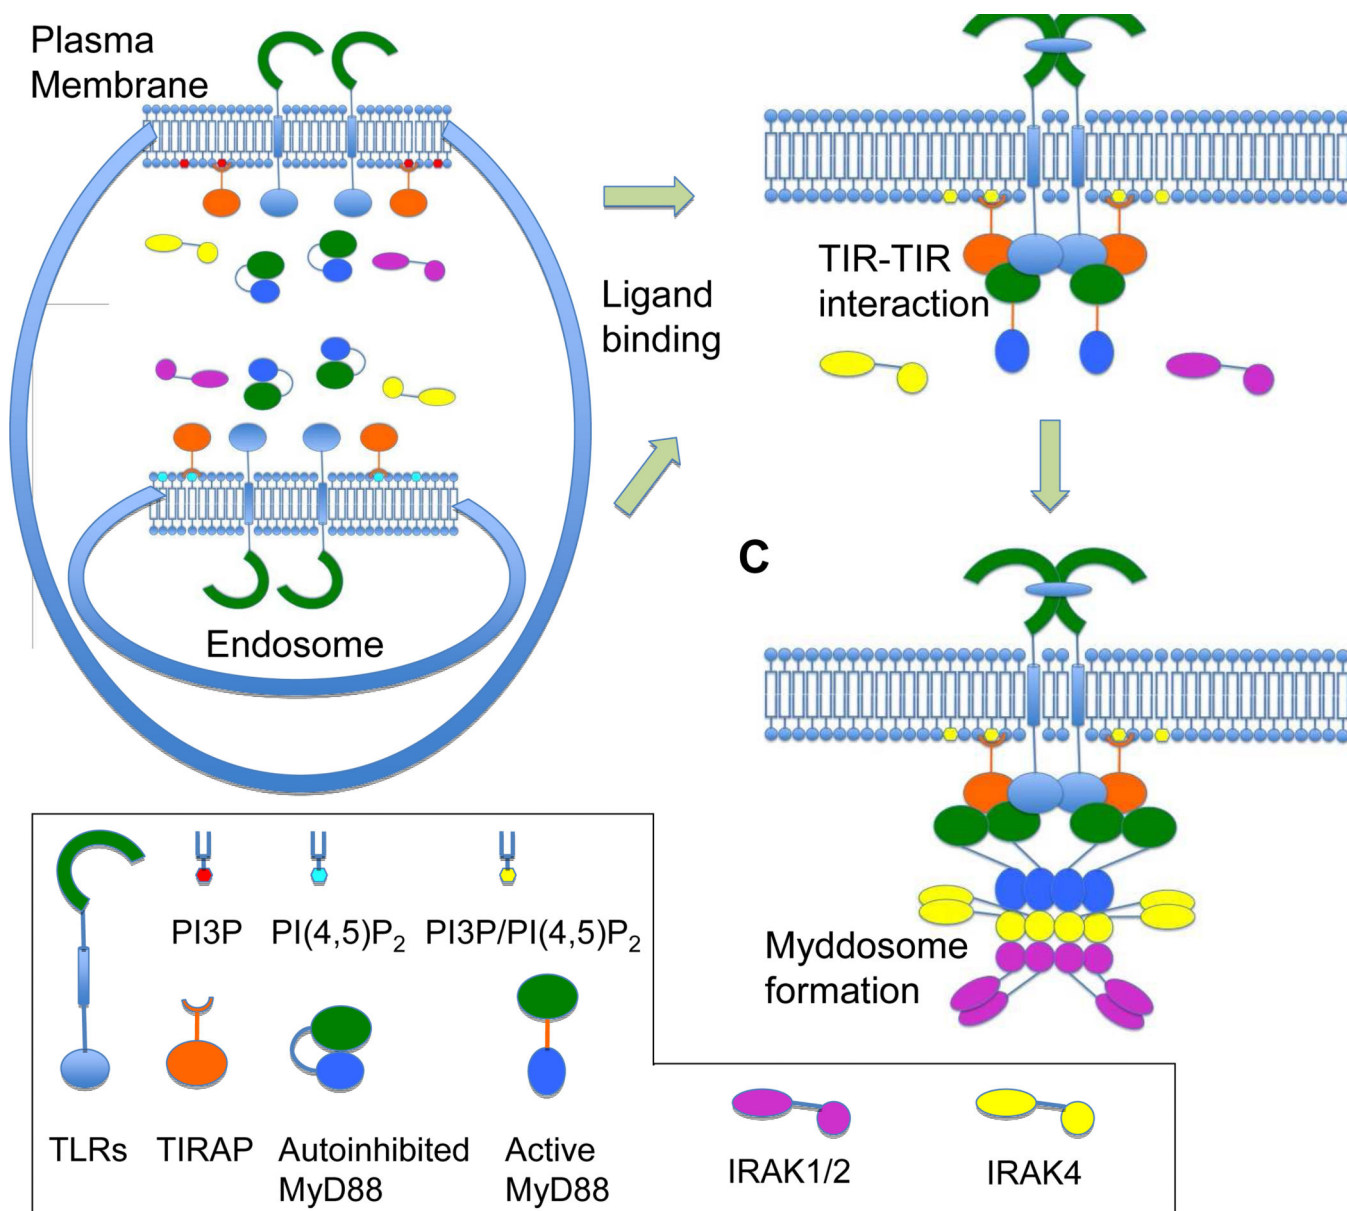 Plasma
Membrane
Ligand
binding
TIR-TIR
interaction
Endosome
C
Myddosome
formation
PI3P
PI(4,5)P₂
PI3P/PI(4,5)P₂
TLRs
TIRAP
Autoinhibited
MyD88
Active
MyD88
IRAK1/2
IRAK4